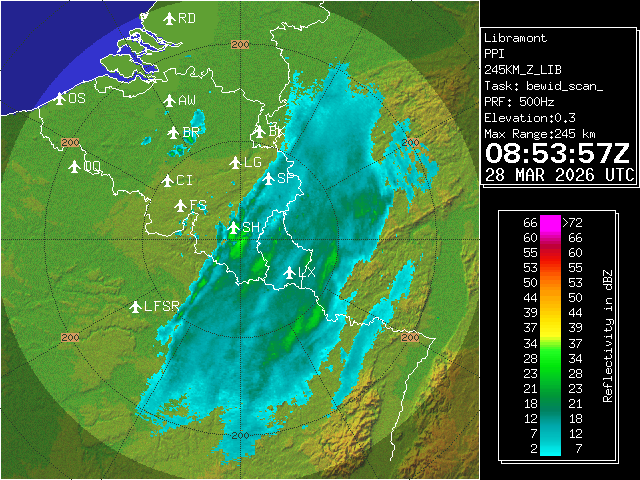 RD
200
OS
AW
BR
BK
200
200
QQ
LG
CI
SP
FS
SH
LX
LFSR
200
200
200
Libramont
PPI
245KM_Z_LIB
Task: bewid_scan_
PRF: 500Hz
Elevation:0.3
Max Range:245 km
08:53:57Z
28 MAR 2026 UTC
66 >72
60 66
55 60
53 55
50 53
44 50
39 44
37 39
34 37
28 34
23 28
21 23
18 21
12 18
7 12
2 7
Reflectivity in dBZ